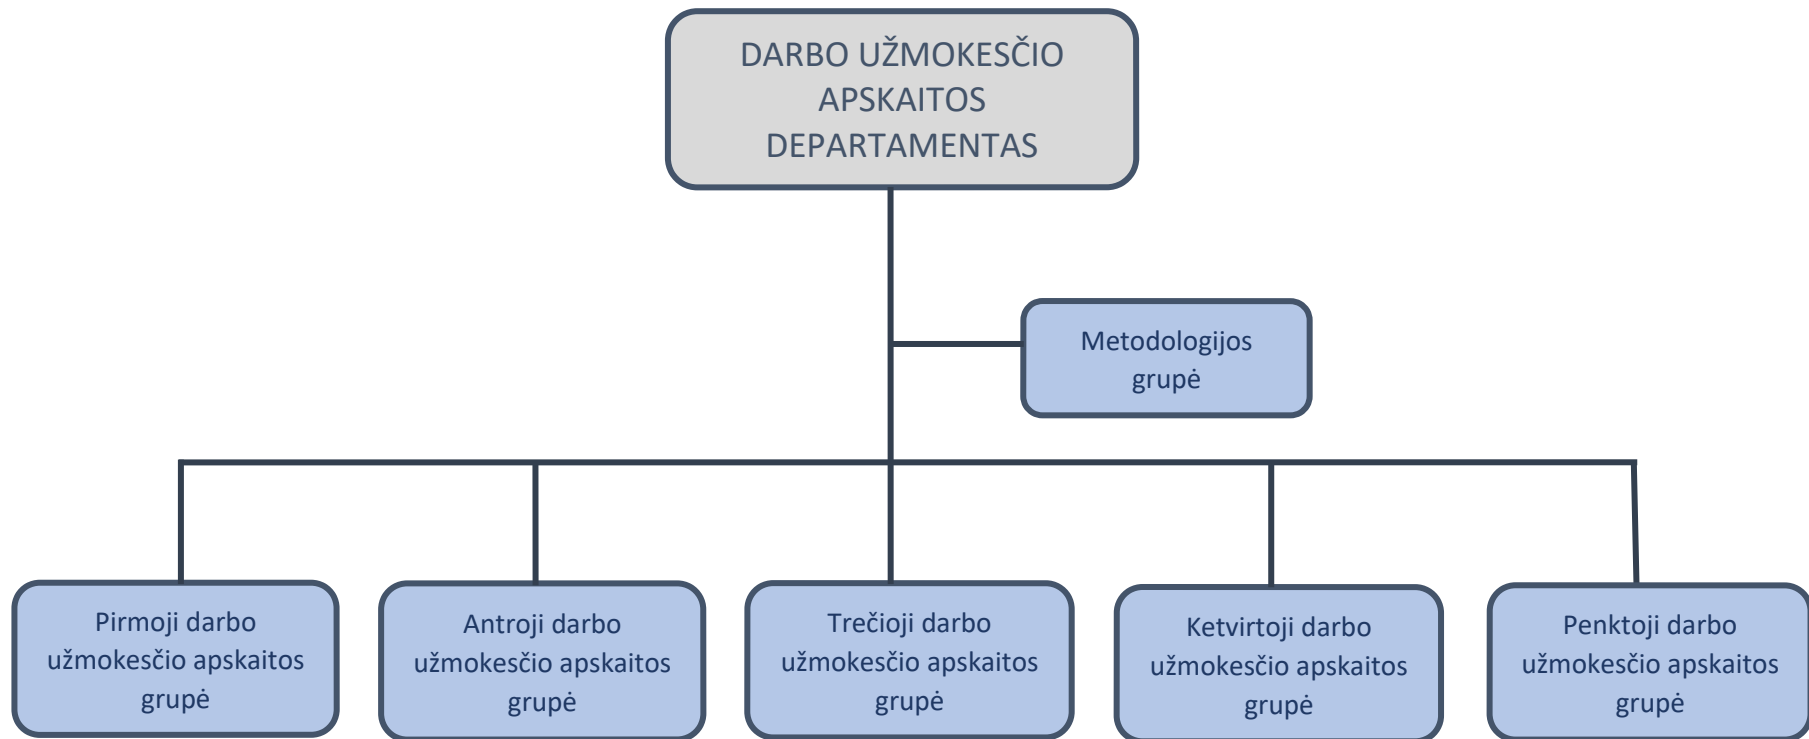 DARBO UŽMOKESČIO
APSKAITOS
DEPARTAMENTAS
Metodologijos
grupė
Pirmoji darbo
užmokesčio apskaitos
grupė
Antroji darbo
užmokesčio apskaitos
grupė
Trečioji darbo
užmokesčio apskaitos
grupė
Ketvirtoji darbo
užmokesčio apskaitos
grupė
Penktoji darbo
užmokesčio apskaitos
grupė